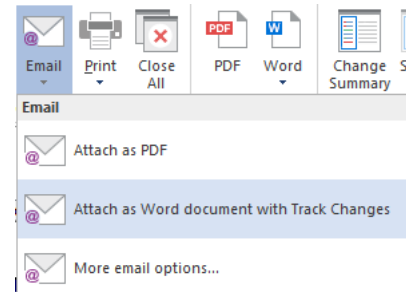 PDF W
Email Print Close All PDF Word Change Summary
Email
@ Attach as PDF
@ Attach as Word document with Track Changes
@ More email options...